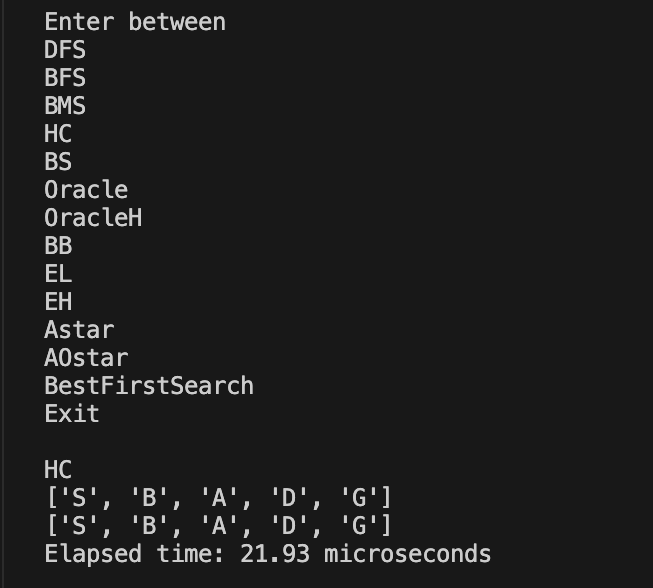 Enter between
DFS
BFS
BMS
HC
BS
Oracle
OracleH
BB
EL
EH
Astar
AOstar
BestFirstSearch
Exit
HC
['S', 'B', 'A', 'D', 'G']
['S', 'B', 'A', 'D', 'G']
Elapsed time: 21.93 microseconds